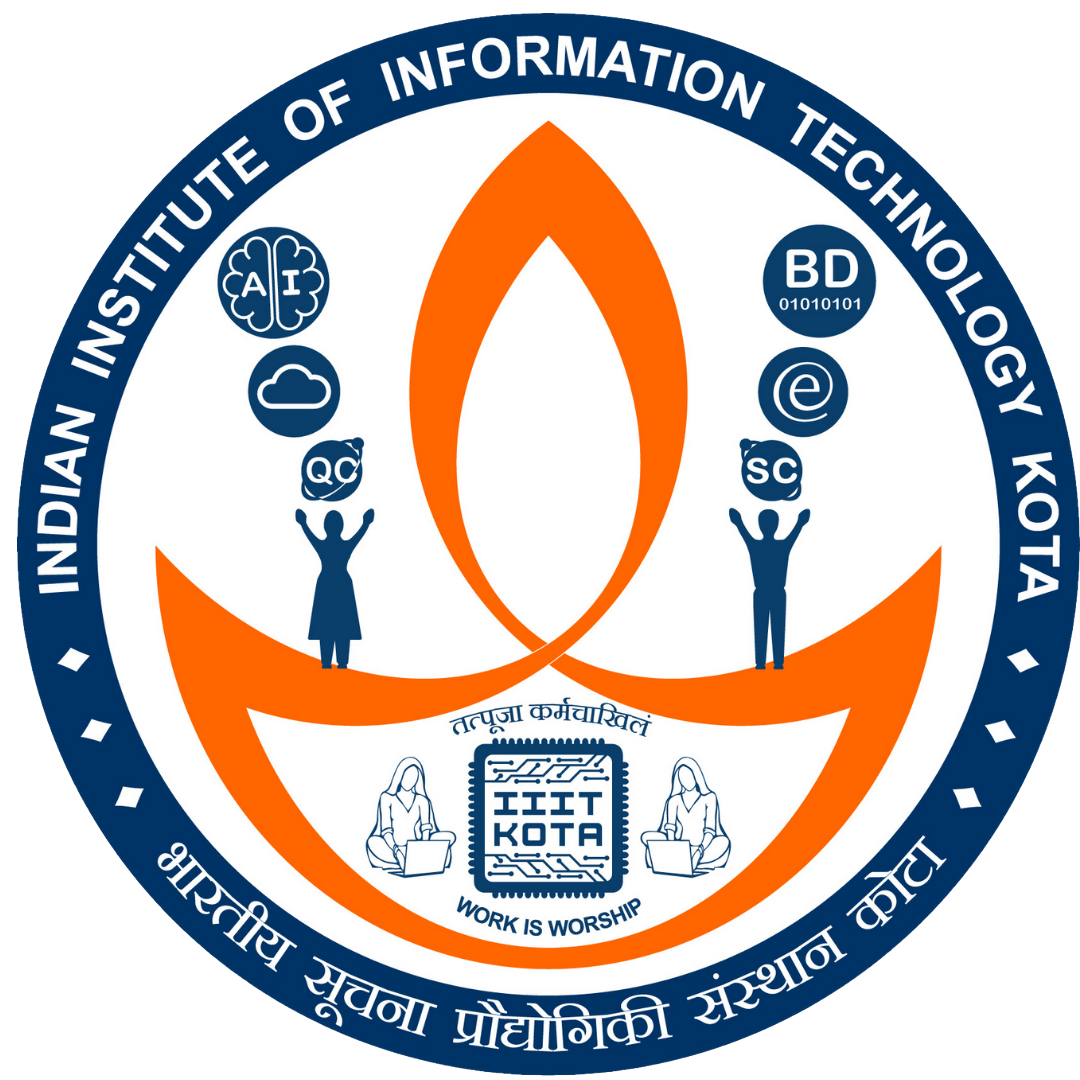 INDIAN INSTITUTE OF INFORMATION TECHNOLOGY KOTA
AI
BD
01010101
e
QC
SC
तत्पूजा कर्मचाखिलं
IIIT
KOTA
WORK IS WORSHIP
भारतीय सूचना प्रौद्योगिकी संस्थान कोटा